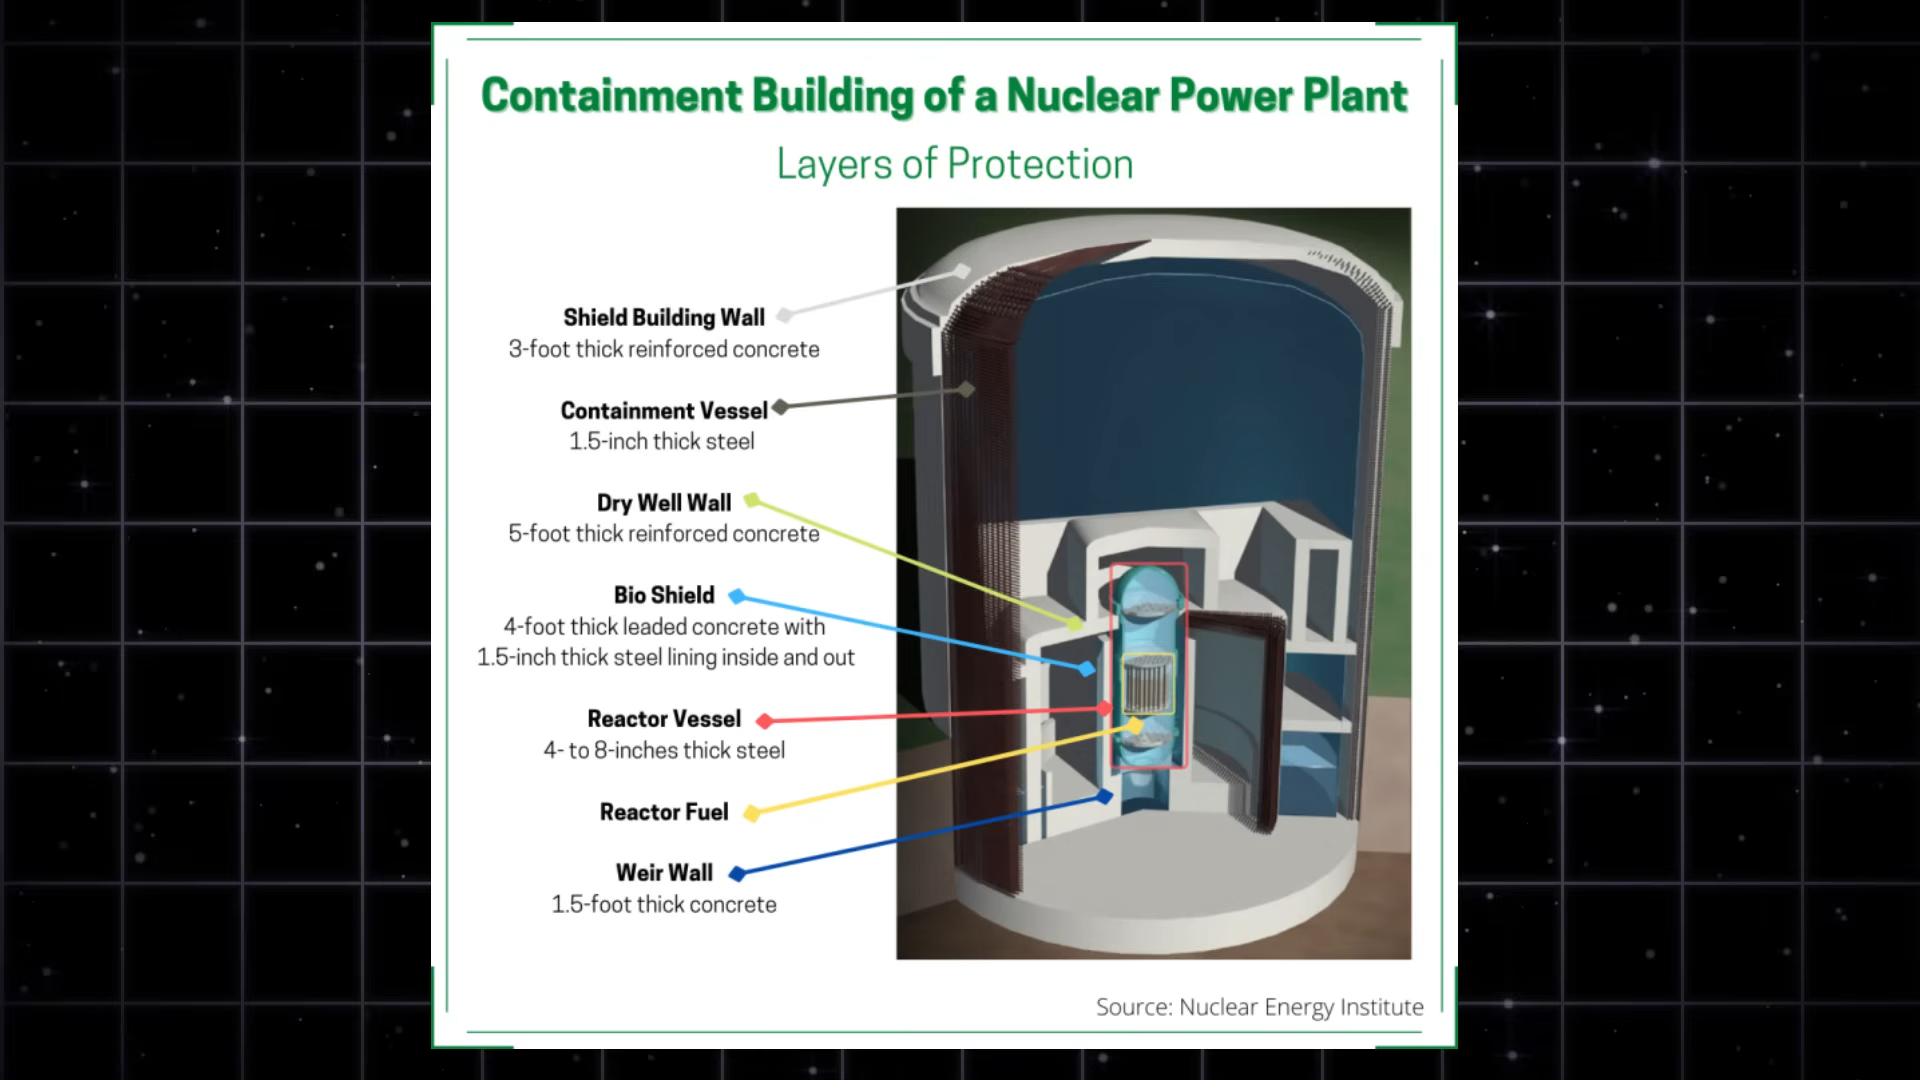 Containment Building of a Nuclear Power Plant
Layers of Protection
Shield Building Wall
3-foot thick reinforced concrete
Containment Vessel
1.5-inch thick steel
Dry Well Wall
5-foot thick reinforced concrete
Bio Shield
4-foot thick leaded concrete with
1.5-inch thick steel lining inside and out
Reactor Vessel
4- to 8-inches thick steel
Reactor Fuel
Weir Wall
1.5-foot thick concrete
Source: Nuclear Energy Institute